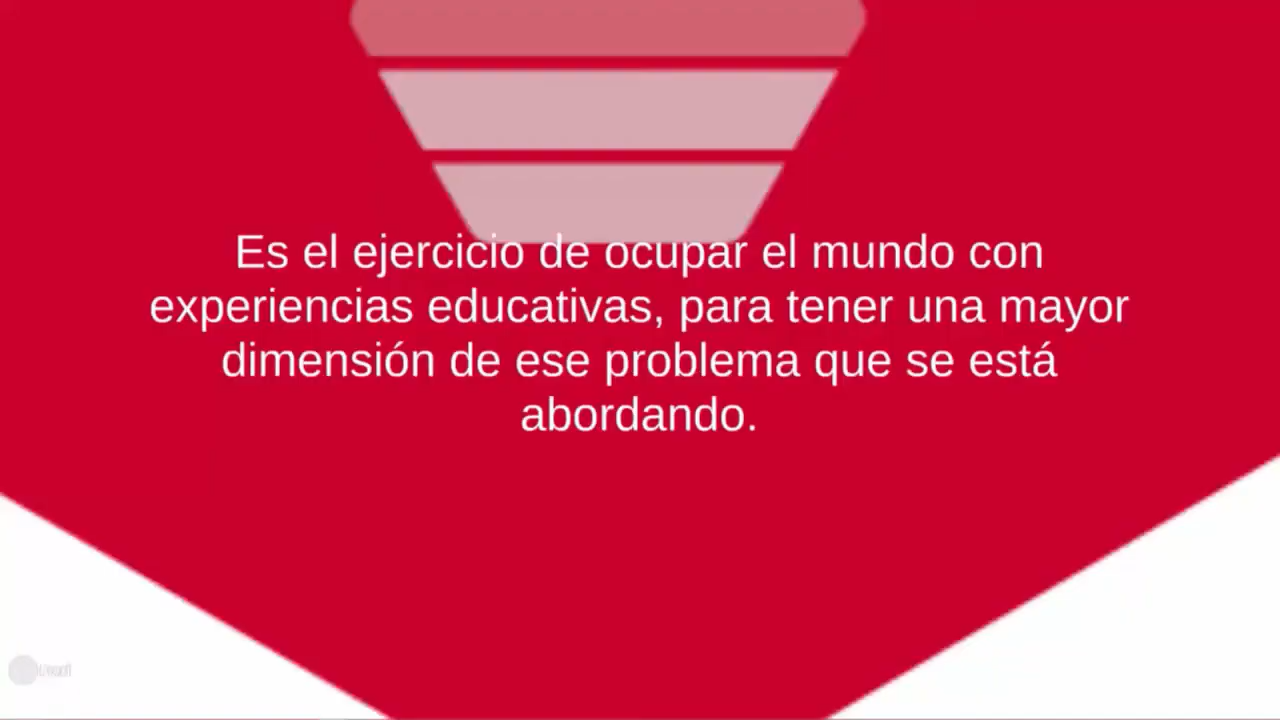 Es el ejercicio de ocupar el mundo con
experiencias educativas, para tener una mayor
dimensión de ese problema que se está
abordando.